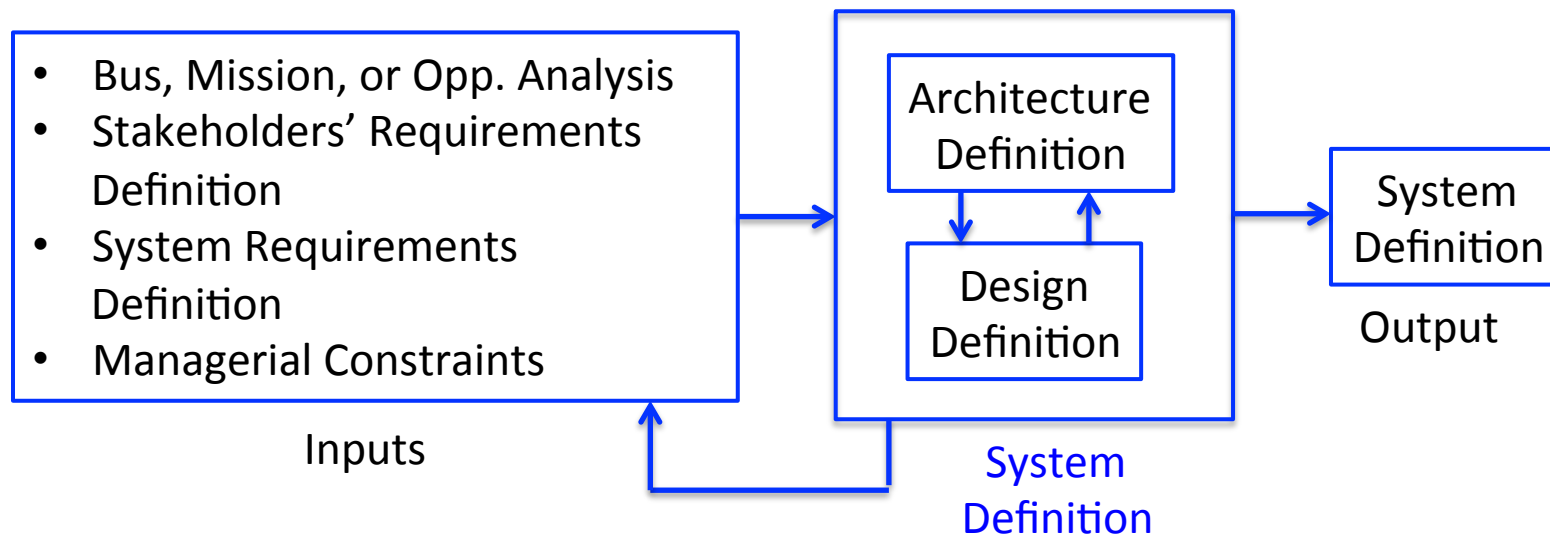 • Bus, Mission, or Opp. Analysis
• Stakeholders’ Requirements
Definition
• System Requirements
Definition
• Managerial Constraints
Inputs
Architecture
Definition
Design
Definition
System
Definition
System
Definition
Output